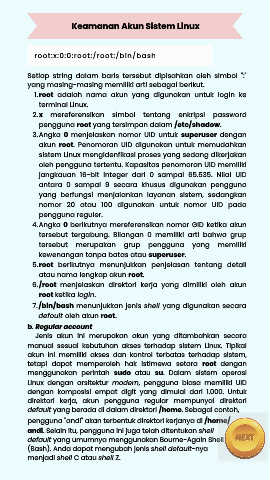 Keamanan Akun Sistem Linux
root:x:0:0:root:/root:/bin/bash
Setiap string dalam baris tersebut dipisahkan oleh simbol ":"
yang masing-masing memiliki arti sebagai berikut.
1. root adalah nama akun yang digunakan untuk login ke
terminal Linux.
2. x mereferensikan simbol tentang enkripsi password
pengguna root yang tersimpan dalam /etc/shadow.
3. Angka 0 menjelaskan nomor UID untuk superuser dengan
akun root. Penomoran UID digunakan untuk memudahkan
sistem Linux mengidenfikasi proses yang sedang dikerjakan
oleh pengguna tertentu. Kapasitas penomoran UID memiliki
jangkauan 16-bit integer dari 0 sampai 65.535. Nilai UID
antara 0 sampai 9 secara khusus digunakan pengguna
yang berfungsi menjalankan layanan sistem, sedangkan
nomor 20 atau 100 digunakan untuk nomor UID pada
pengguna reguler.
4. Angka 0 berikutnya mereferensikan nomor GID ketika akun
tersebut tergabung. Bilangan 0 memiliki arti bahwa grup
tersebut merupakan grup pengguna yang memiliki
kewenangan tanpa batas atau superuser.
5. root berikutnya menunjukkan penjelasan tentang detail
atau nama lengkap akun root.
6. /root menjelaskan direktori kerja yang dimiliki oleh akun
root ketika login.
7. /bin/bash menunjukkan jenis shell yang digunakan secara
default oleh akun root.
b. Regular account
Jenis akun ini merupakan akun yang ditambahkan secara
manual sesuai kebutuhan akses terhadap sistem Linux. Tipikal
akun ini memiliki akses dan kontrol terbatas terhadap sistem,
tetapi dapat memperoleh hak istimewa setara root dengan
menggunakan perintah sudo atau su. Dalam sistem operasi
Linux dengan arsitektur modern, pengguna biasa memiliki UID
dengan komposisi empat digit yang dimulai dari 1.000. Untuk
direktori kerja, akun pengguna regular mempunyai direktori
default yang berada di dalam direktori /home. Sebagai contoh,
pengguna "andi" akan terbentuk direktori kerjanya di /home/
andi. Selain itu, pengguna ini juga telah ditentukan shell
default yang umumnya menggunakan Bourne-Again Shell
(Bash). Anda dapat mengubah jenis shell default-nya
menjadi shell C atau shell Z.
NEXT